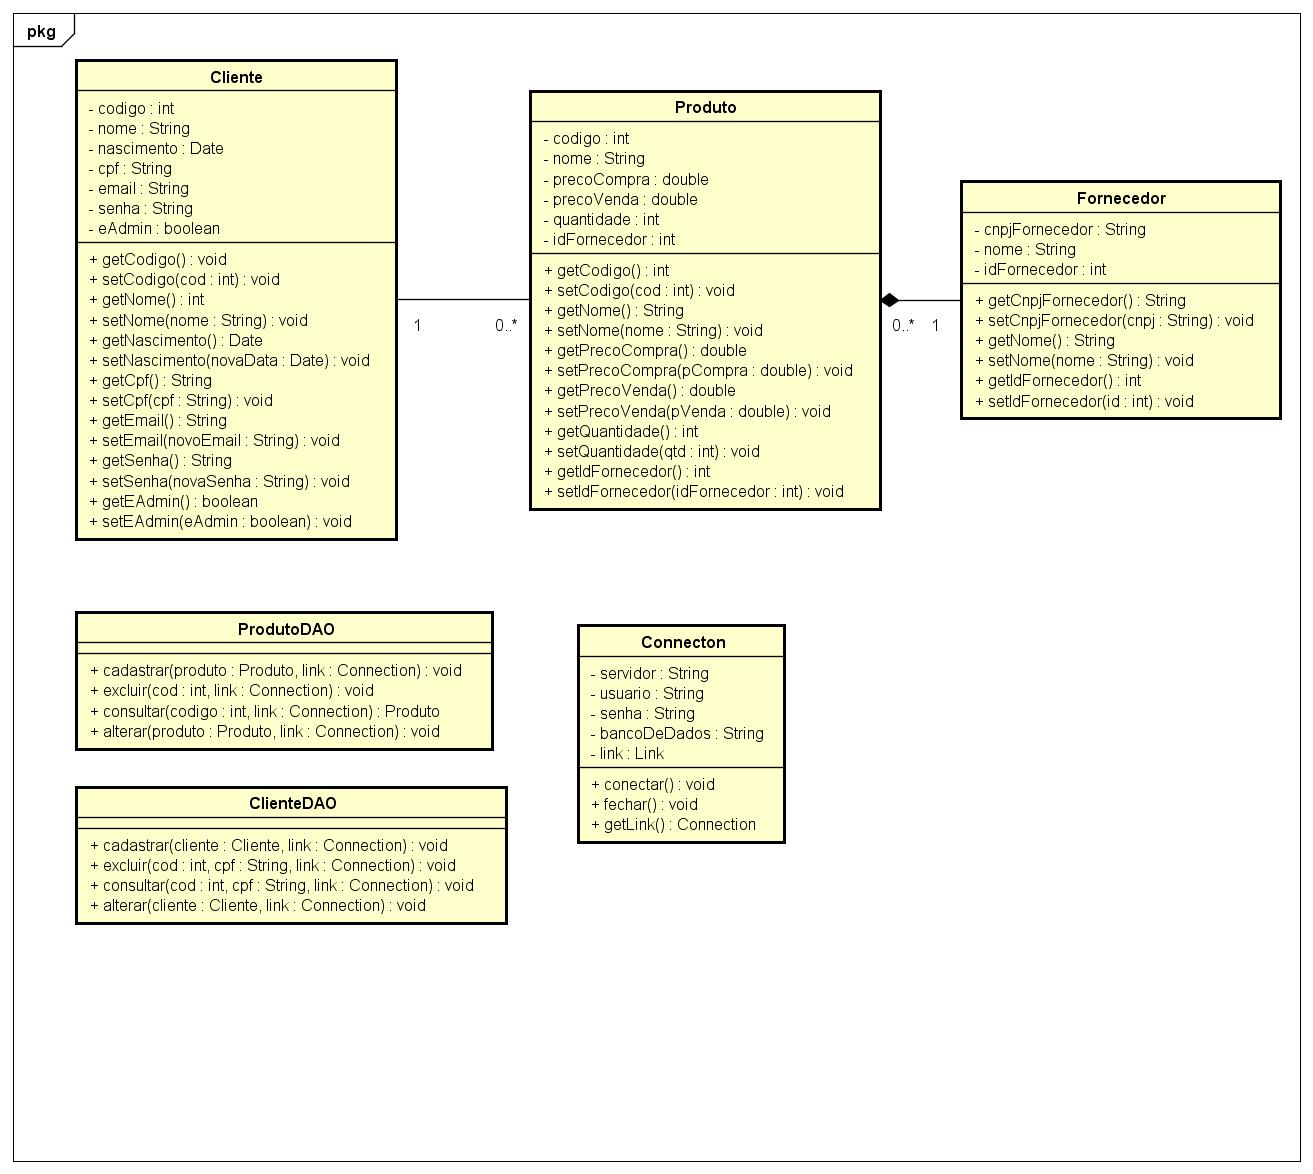 pkg
Cliente
- codigo : int
- nome : String
- nascimento : Date
- cpf : String
- email : String
- senha : String
- eAdmin : boolean
+ getCodigo() : void
+ setCodigo(cod : int) : void
+ getNome() : int
+ setNome(nome : String) : void
+ getNascimento() : Date
+ setNascimento(novaData : Date) : void
+ getCpf() : String
+ setCpf(cpf : String) : void
+ getEmail() : String
+ setEmail(novoEmail : String) : void
+ getSenha() : String
+ setSenha(novaSenha : String) : void
+ getEAdmin() : boolean
+ setEAdmin(eAdmin : boolean) : void
1 0..*
Produto
- codigo : int
- nome : String
- precoCompra : double
- precoVenda : double
- quantidade : int
- idFornecedor : int
+ getCodigo() : int
+ setCodigo(cod : int) : void
+ getNome() : String
+ setNome(nome : String) : void
+ getPrecoCompra() : double
+ setPrecoCompra(pCompra : double) : void
+ getPrecoVenda() : double
+ setPrecoVenda(pVenda : double) : void
+ getQuantidade() : int
+ setQuantidade(qtd : int) : void
+ getIdFornecedor() : int
+ setIdFornecedor(idFornecedor : int) : void
0..* 1
Fornecedor
- cnpjFornecedor : String
- nome : String
- idFornecedor : int
+ getCnpjFornecedor() : String
+ setCnpjFornecedor(cnpj : String) : void
+ getNome() : String
+ setNome(nome : String) : void
+ getIdFornecedor() : int
+ setIdFornecedor(id : int) : void
ProdutoDAO
+ cadastrar(produto : Produto, link : Connection) : void
+ excluir(cod : int, link : Connection) : void
+ consultar(codigo : int, link : Connection) : Produto
+ alterar(produto : Produto, link : Connection) : void
Connecton
- servidor : String
- usuario : String
- senha : String
- bancoDeDados : String
- link : Link
+ conectar() : void
+ fechar() : void
+ getLink() : Connection
ClienteDAO
+ cadastrar(cliente : Cliente, link : Connection) : void
+ excluir(cod : int, cpf : String, link : Connection) : void
+ consultar(cod : int, cpf : String, link : Connection) : void
+ alterar(cliente : Cliente, link : Connection) : void